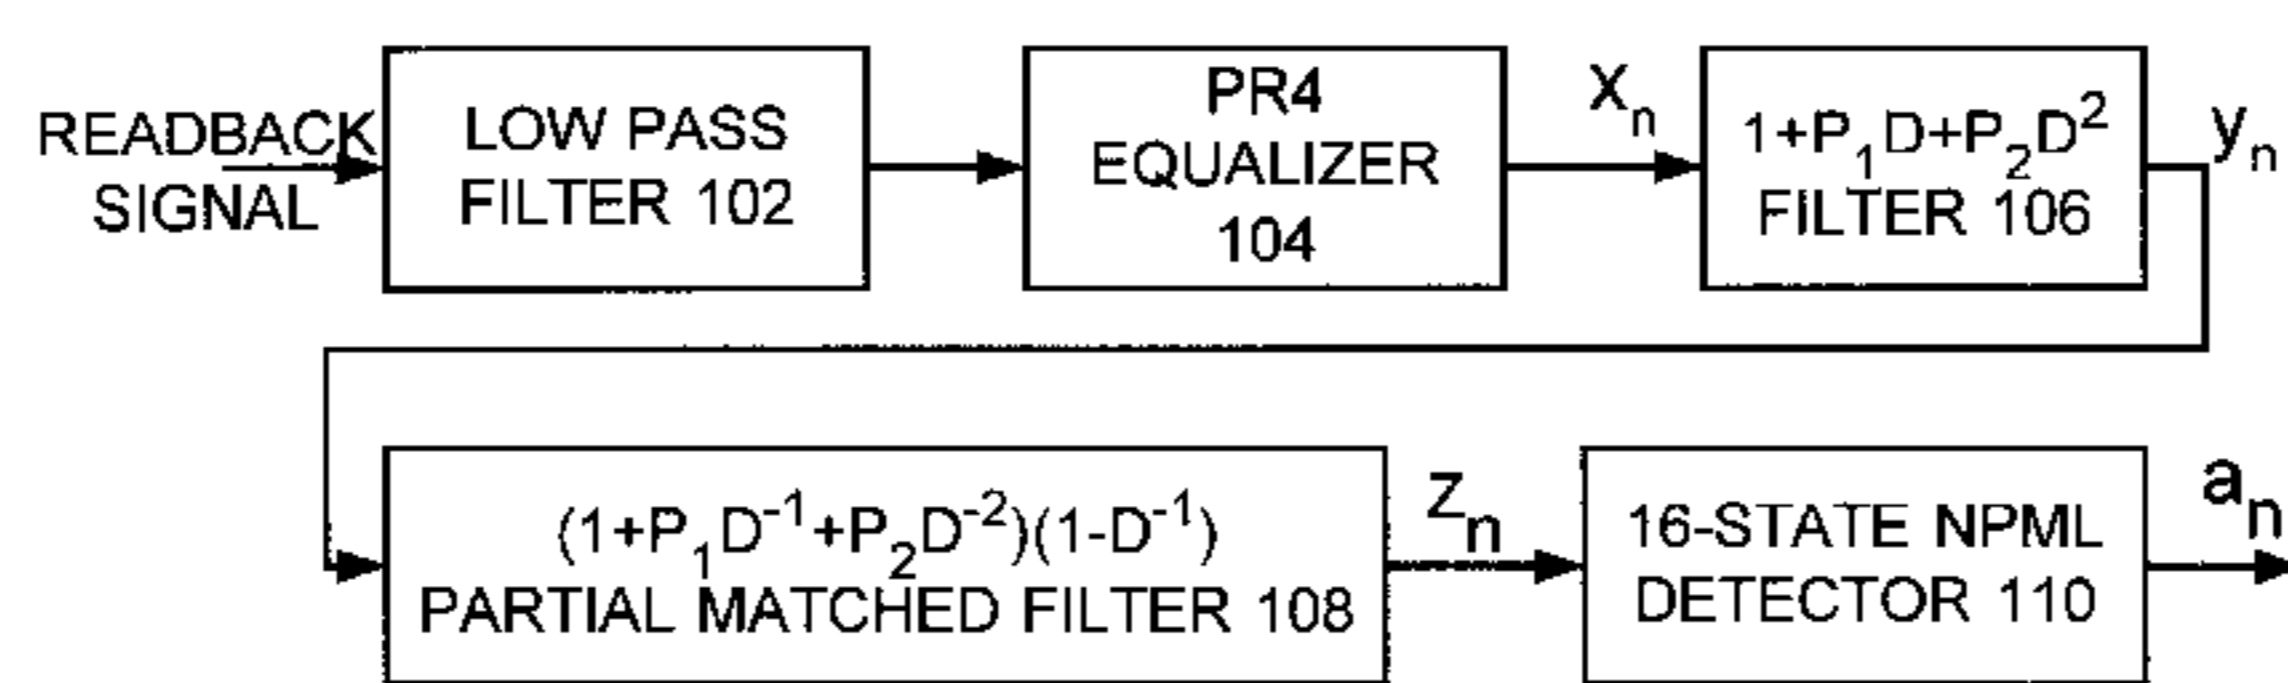 READBACK
SIGNAL
LOW PASS
FILTER 102
PR4
EQUALIZER
104
Xn
1+P1D+P2D²
FILTER 106
yn
(1+P1D⁻¹+P2D⁻²)(1-D⁻¹)
PARTIAL MATCHED FILTER 108
Zn
16-STATE NPML
DETECTOR 110
an